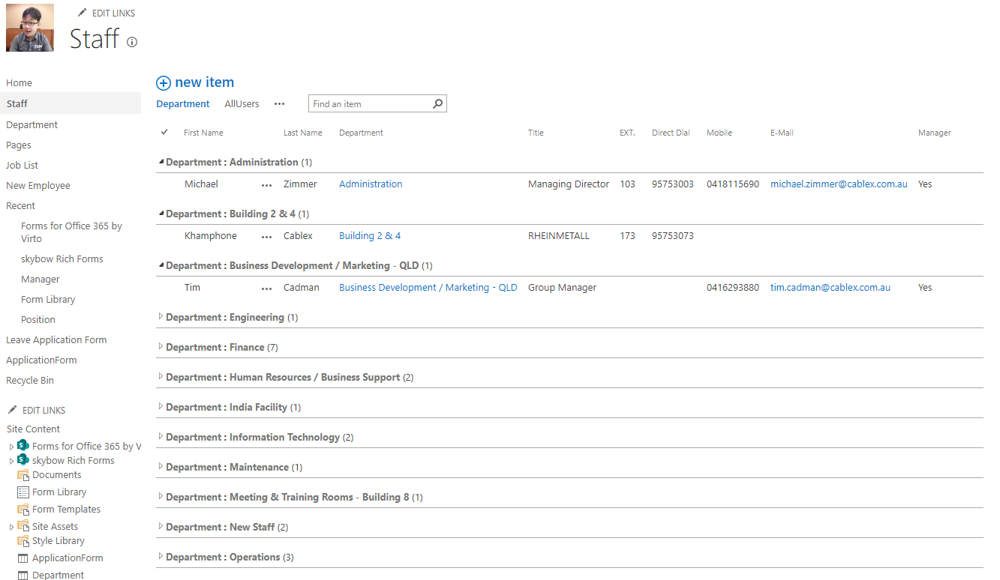 EDIT LINKS
Staff
Home
Staff
Department
Pages
Job List
New Employee
Recent
Forms for Office 365 by
Virto
skybow Rich Forms
Manager
Form Library
Position
Leave Application Form
ApplicationForm
Recycle Bin
EDIT LINKS
Site Content
Forms for Office 365 by V
skybow Rich Forms
Documents
Form Library
Form Templates
Site Assets
Style Library
ApplicationForm
Department
new item
Department AllUsers ••• Find an item
First Name Last Name Department Title EXT. Direct Dial Mobile E-Mail Manager
Department : Administration (1)
Michael ••• Zimmer Administration Managing Director 103 95753003 0418115690 michael.zimmer@cablex.com.au Yes
Department : Building 2 & 4 (1)
Khamphone ••• Cablex Building 2 & 4 RHEINMETALL 173 95753073
Department : Business Development / Marketing - QLD (1)
Tim ••• Cadman Business Development / Marketing - QLD Group Manager 0416293880 tim.cadman@cablex.com.au Yes
Department : Engineering (1)
Department : Finance (7)
Department : Human Resources / Business Support (2)
Department : India Facility (1)
Department : Information Technology (2)
Department : Maintenance (1)
Department : Meeting & Training Rooms - Building 8 (1)
Department : New Staff (2)
Department : Operations (3)